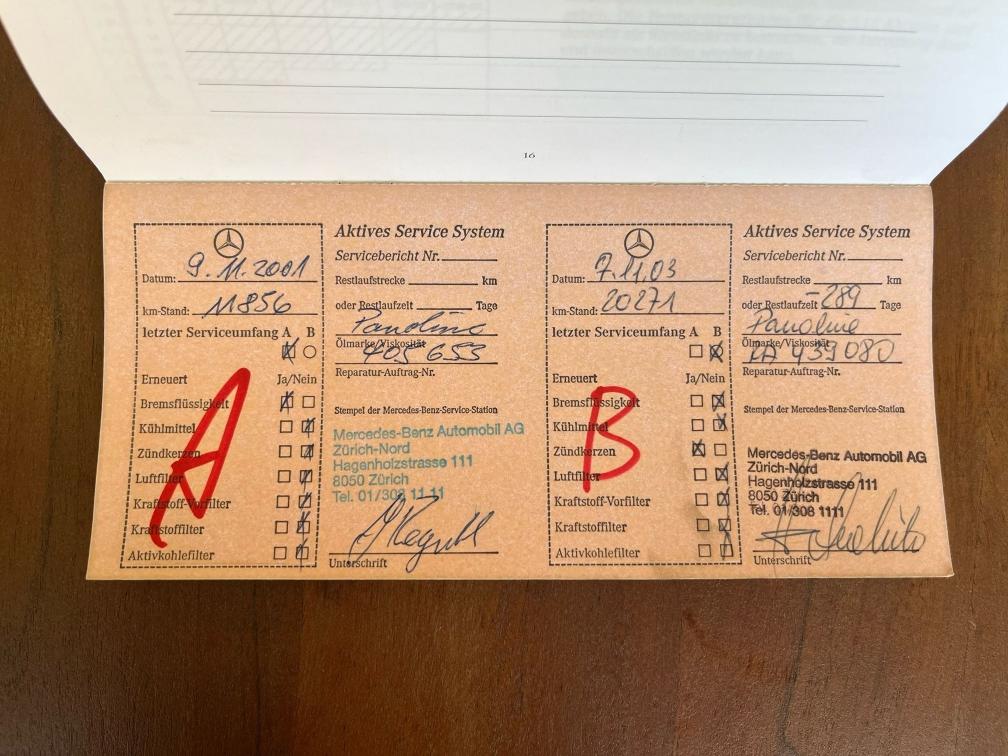 16
Datum: 9.11.2001
km-Stand: 11856
letzter Serviceumfang A B
Erneuert Ja/Nein
Bremsflüssigkeit
Kühlmittel
Zündkerzen
Luftfilter
Kraftstoff-Vorfilter
Kraftstoffilter
Aktivkohlefilter
A
Aktives Service System
Servicebericht Nr.
Restlaufstrecke km
oder Restlaufzeit Tage
Panolin
Ölmarke/Viskosität
405 653
Reparatur-Auftrag-Nr.
Stempel der Mercedes-Benz-Service-Station
Mercedes-Benz Automobil AG
Zürich-Nord
Hagenholzstrasse 111
8050 Zürich
Tel. 01/308 11 11
Unterschrift
Datum: 7.11.03
km-Stand: 20271
letzter Serviceumfang A B
Erneuert Ja/Nein
Bremsflüssigkeit
Kühlmittel
Zündkerzen
Luftfilter
Kraftstoff-Vorfilter
Kraftstoffilter
Aktivkohlefilter
B
Aktives Service System
Servicebericht Nr.
Restlaufstrecke km
oder Restlaufzeit -289 Tage
Panoline
Ölmarke/Viskosität
RA 439 080
Reparatur-Auftrag-Nr.
Stempel der Mercedes-Benz-Service-Station
Mercedes-Benz Automobil AG
Zürich-Nord
Hagenholzstrasse 111
8050 Zürich
Tel. 01/308 1111
Unterschrift